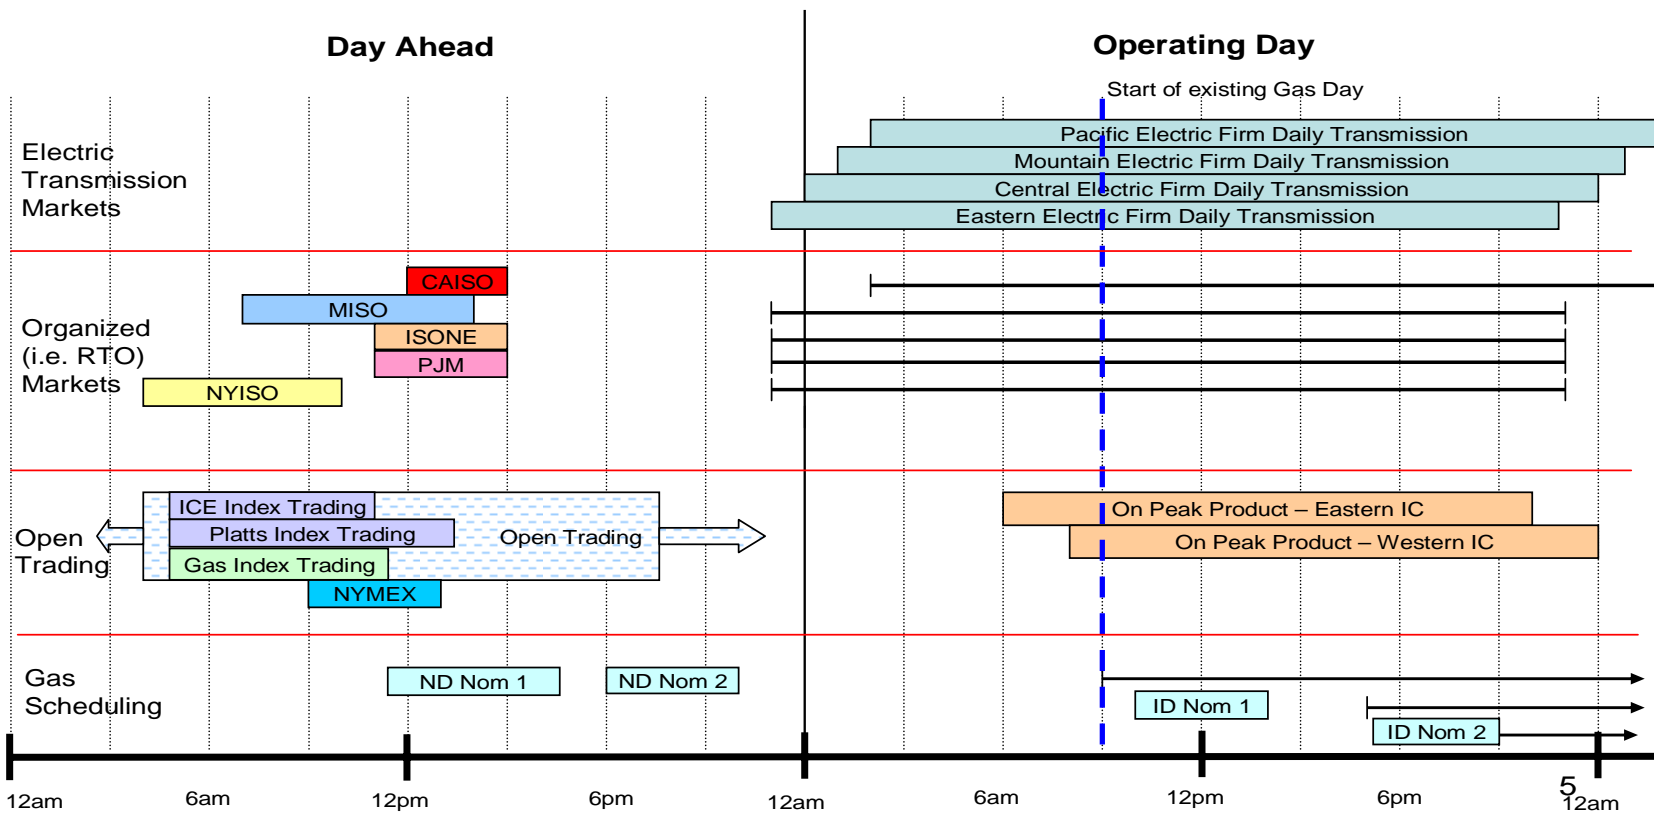 Day Ahead
Operating Day
Start of existing Gas Day
Electric
Transmission
Markets
Pacific Electric Firm Daily Transmission
Mountain Electric Firm Daily Transmission
Central Electric Firm Daily Transmission
Eastern Electric Firm Daily Transmission
Organized
(i.e. RTO)
Markets
CAISO
MISO
ISONE
PJM
NYISO
Open
Trading
ICE Index Trading
Platts Index Trading
Open Trading
Gas Index Trading
NYMEX
On Peak Product – Eastern IC
On Peak Product – Western IC
Gas
Scheduling
ND Nom 1
ND Nom 2
ID Nom 1
ID Nom 2
12am
6am
12pm
6pm
12am
6am
12pm
6pm
5
12am